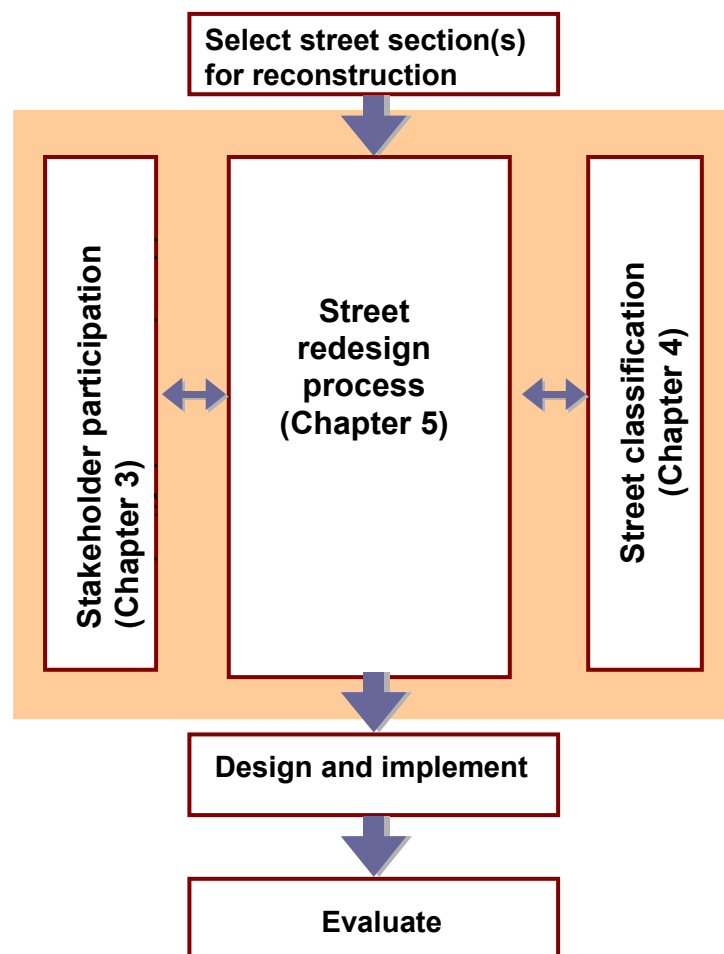 Select street section(s)
for reconstruction
Stakeholder participation
(Chapter 3)
Street
redesign
process
(Chapter 5)
Street classification
(Chapter 4)
Design and implement
Evaluate